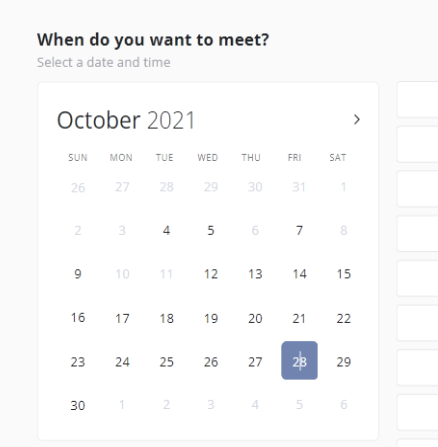 When do you want to meet?
Select a date and time
October 2021
SUN MON TUE WED THU FRI SAT
26 27 28 29 30 31 1
2 3 4 5 6 7 8
9 10 11 12 13 14 15
16 17 18 19 20 21 22
23 24 25 26 27 28 29
30 1 2 3 4 5 6